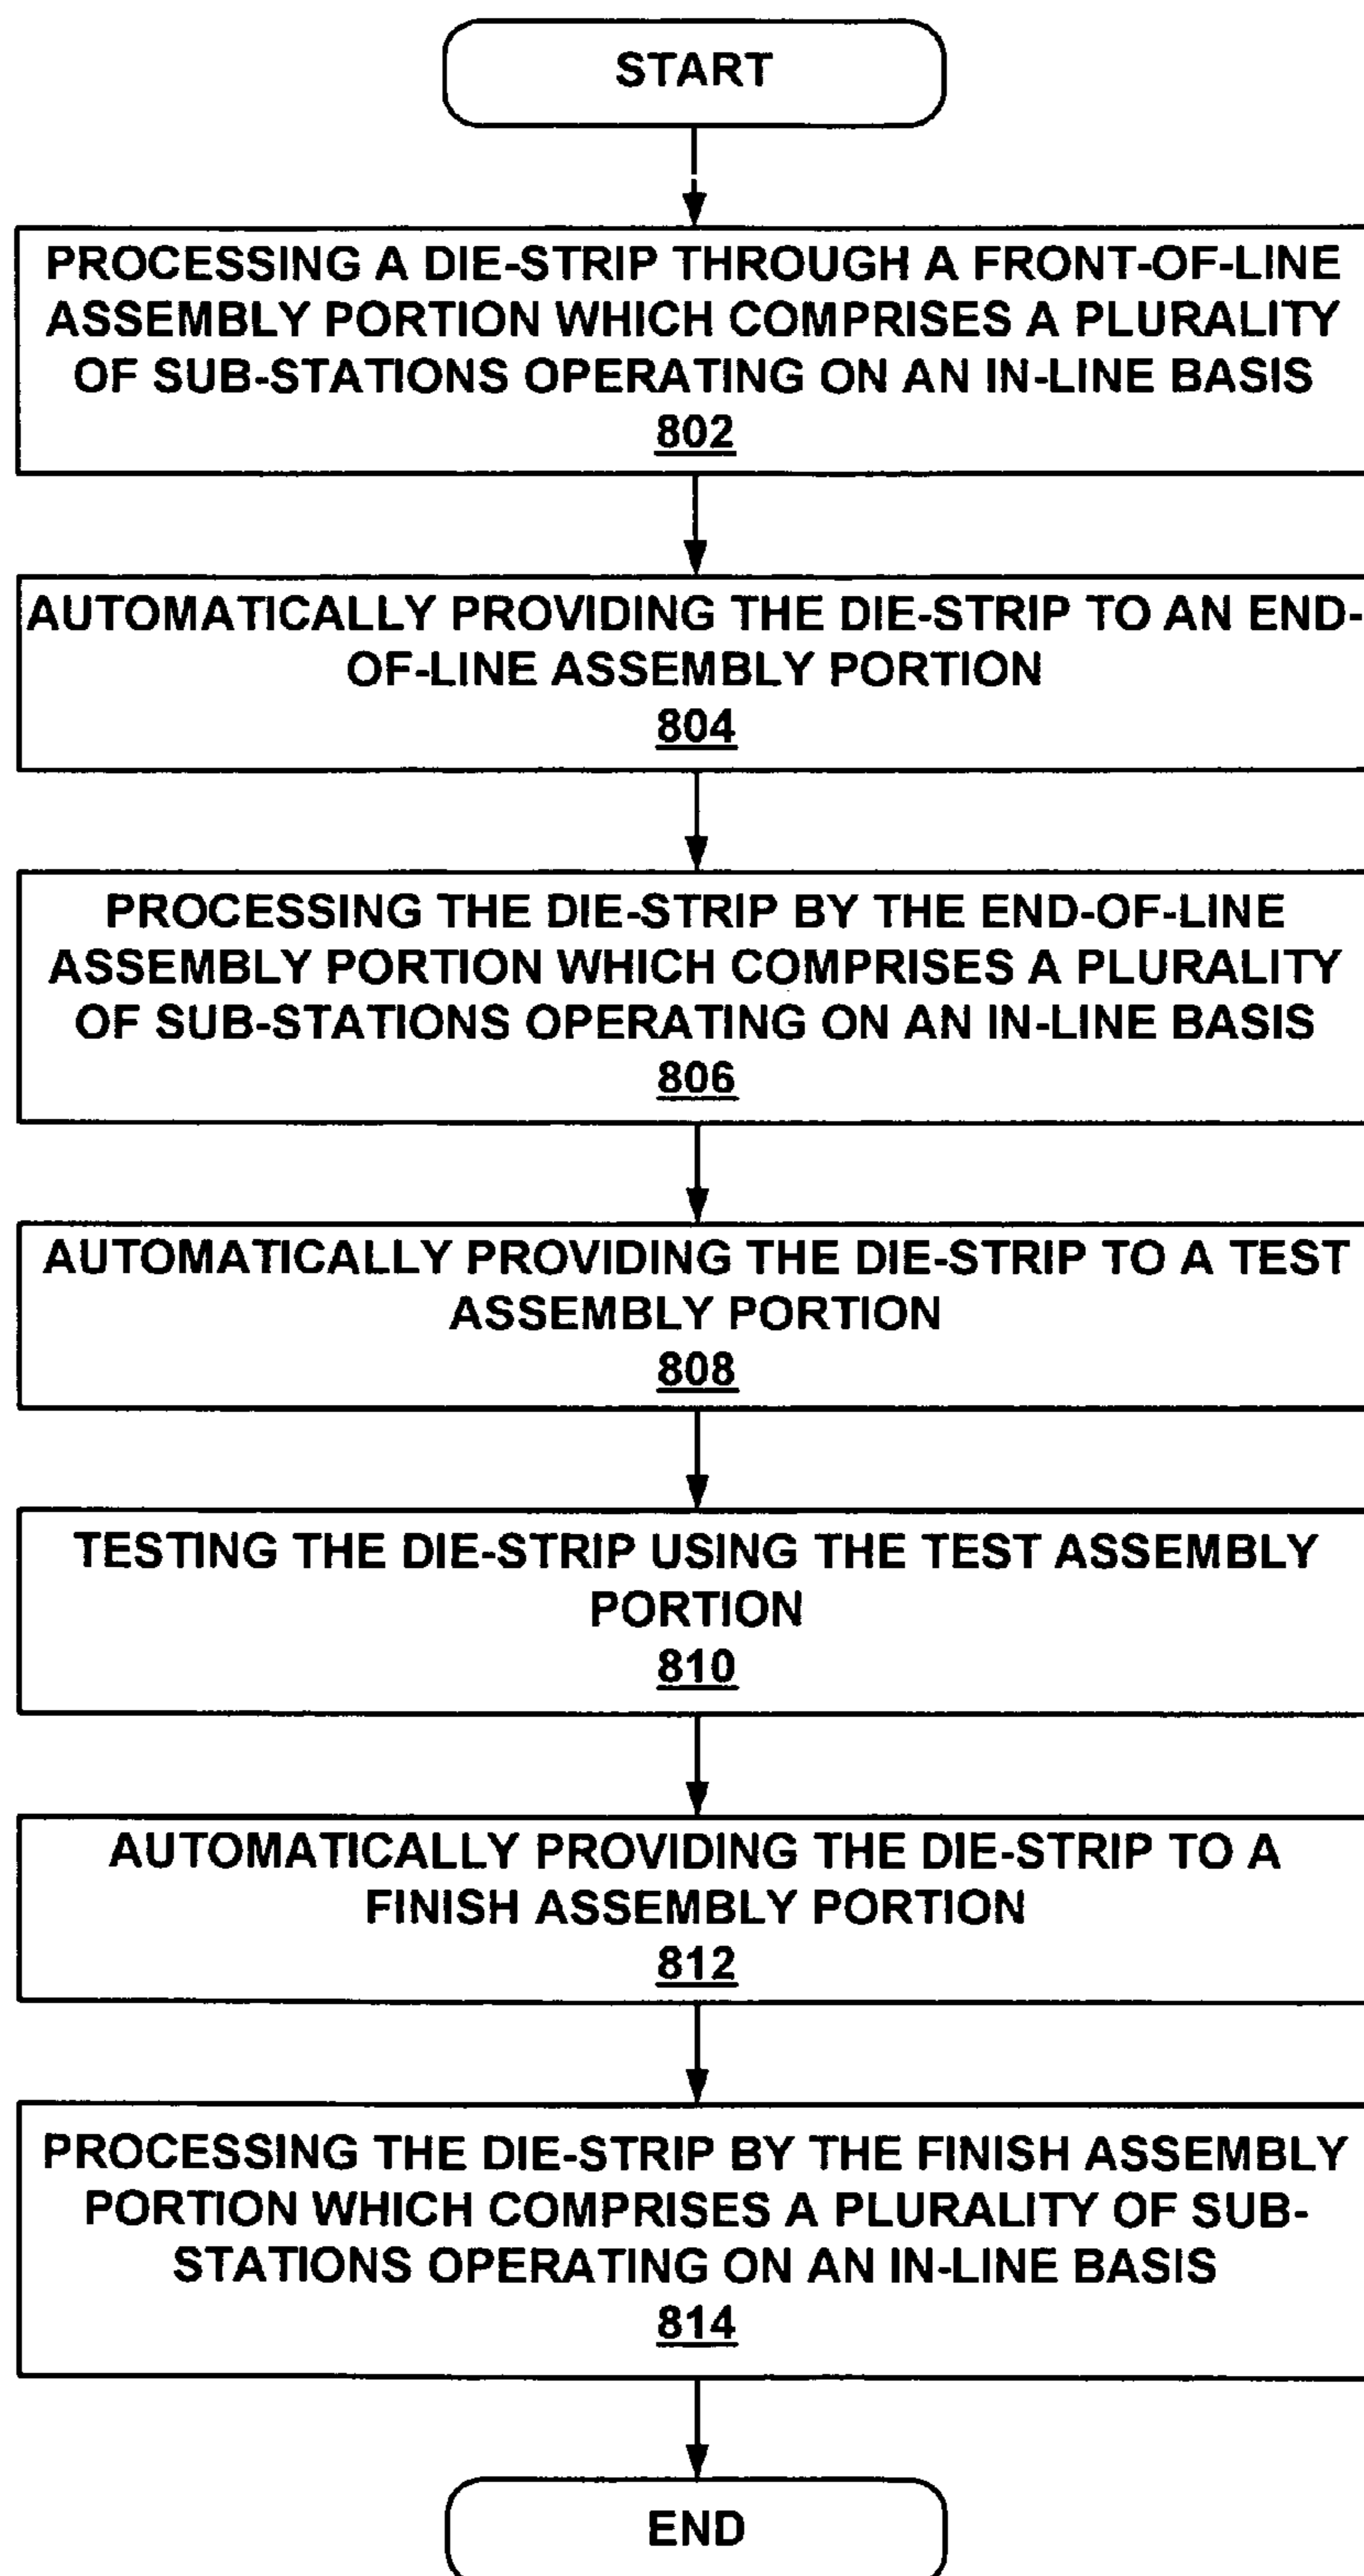 START
PROCESSING A DIE-STRIP THROUGH A FRONT-OF-LINE
ASSEMBLY PORTION WHICH COMPRISES A PLURALITY
OF SUB-STATIONS OPERATING ON AN IN-LINE BASIS
802
AUTOMATICALLY PROVIDING THE DIE-STRIP TO AN END-
OF-LINE ASSEMBLY PORTION
804
PROCESSING THE DIE-STRIP BY THE END-OF-LINE
ASSEMBLY PORTION WHICH COMPRISES A PLURALITY
OF SUB-STATIONS OPERATING ON AN IN-LINE BASIS
806
AUTOMATICALLY PROVIDING THE DIE-STRIP TO A TEST
ASSEMBLY PORTION
808
TESTING THE DIE-STRIP USING THE TEST ASSEMBLY
PORTION
810
AUTOMATICALLY PROVIDING THE DIE-STRIP TO A
FINISH ASSEMBLY PORTION
812
PROCESSING THE DIE-STRIP BY THE FINISH ASSEMBLY
PORTION WHICH COMPRISES A PLURALITY OF SUB-
STATIONS OPERATING ON AN IN-LINE BASIS
814
END